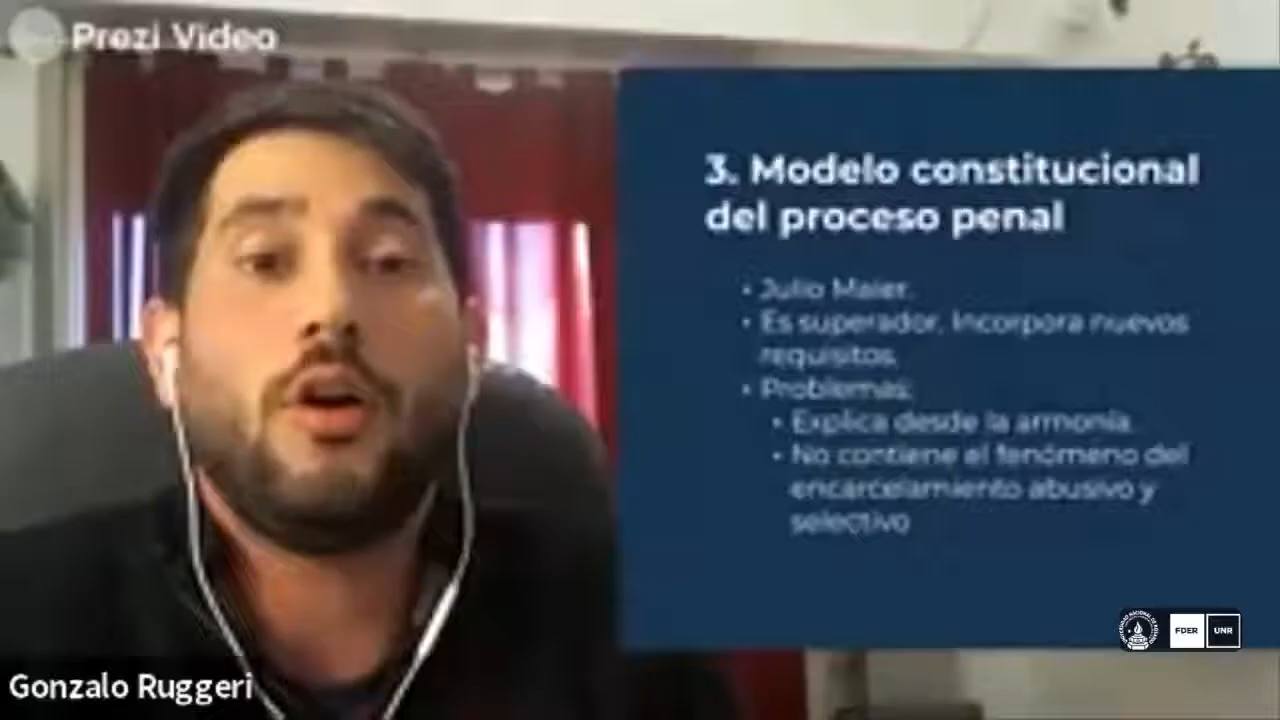 Prezi Video
3. Modelo constitucional
del proceso penal
• Julio Maier.
• Es superador. Incorpora nuevos
requisitos.
• Problemas:
• Explica desde la armonía.
• No contiene el fenómeno del
encarcelamiento abusivo y
selectivo
FDER
UNR
Gonzalo Ruggeri